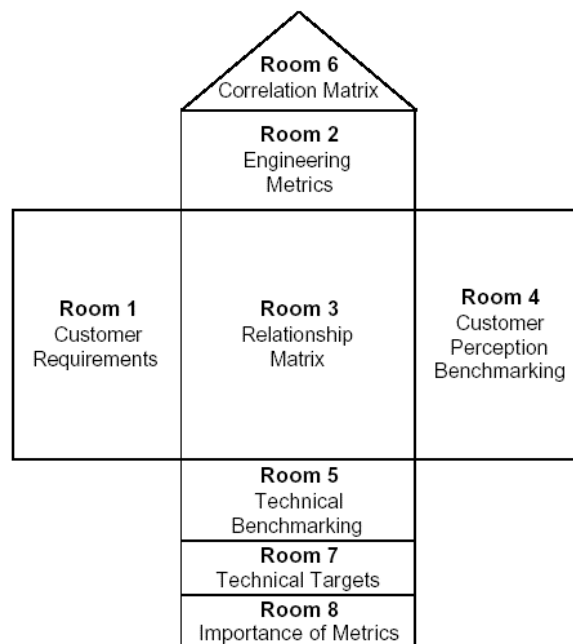 Room 6
Correlation Matrix
Room 2
Engineering
Metrics
Room 1
Customer
Requirements
Room 3
Relationship
Matrix
Room 4
Customer
Perception
Benchmarking
Room 5
Technical
Benchmarking
Room 7
Technical Targets
Room 8
Importance of Metrics